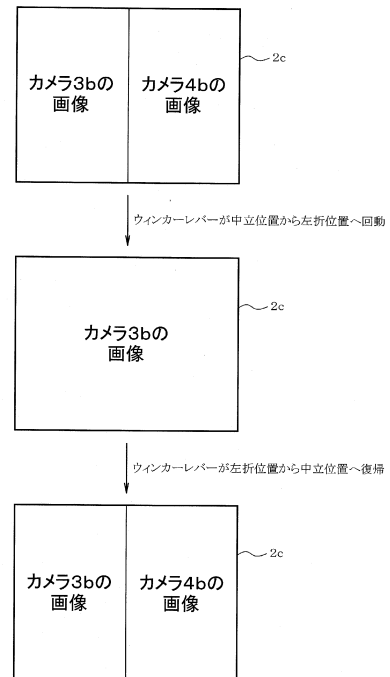 カメラ3bの
画像
カメラ4bの
画像
2c
ウィンカーレバーが中立位置から左折位置へ回動
カメラ3bの
画像
2c
ウィンカーレバーが左折位置から中立位置へ復帰
カメラ3bの
画像
カメラ4bの
画像
2c